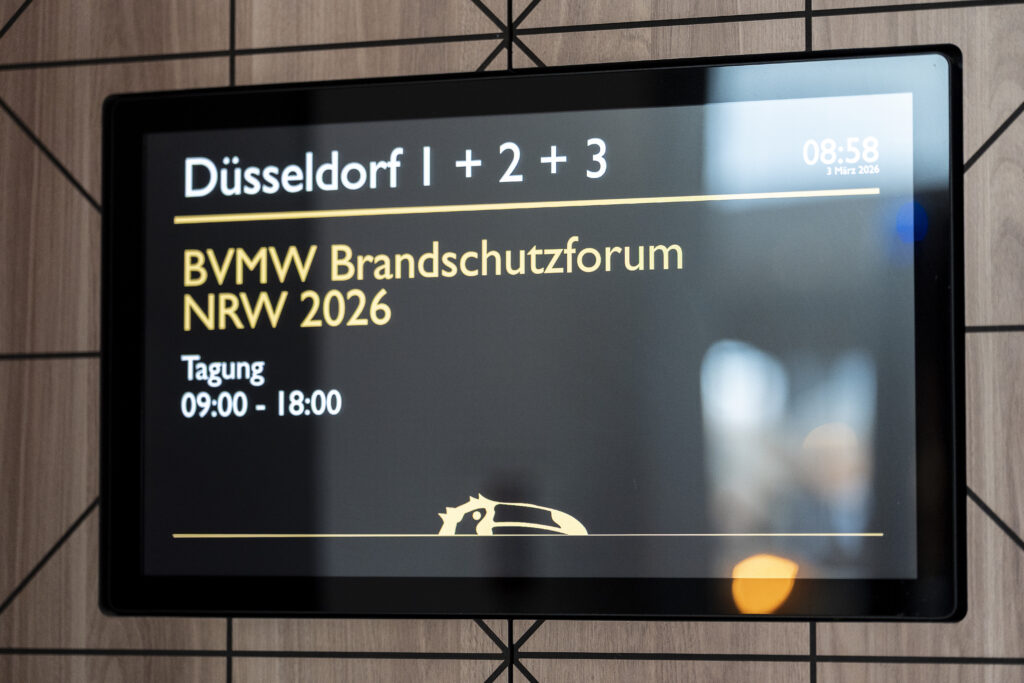 Düsseldorf 1 + 2 + 3
08:58
3 März 2026
BVMW Brandschutzforum
NRW 2026
Tagung
09:00 - 18:00